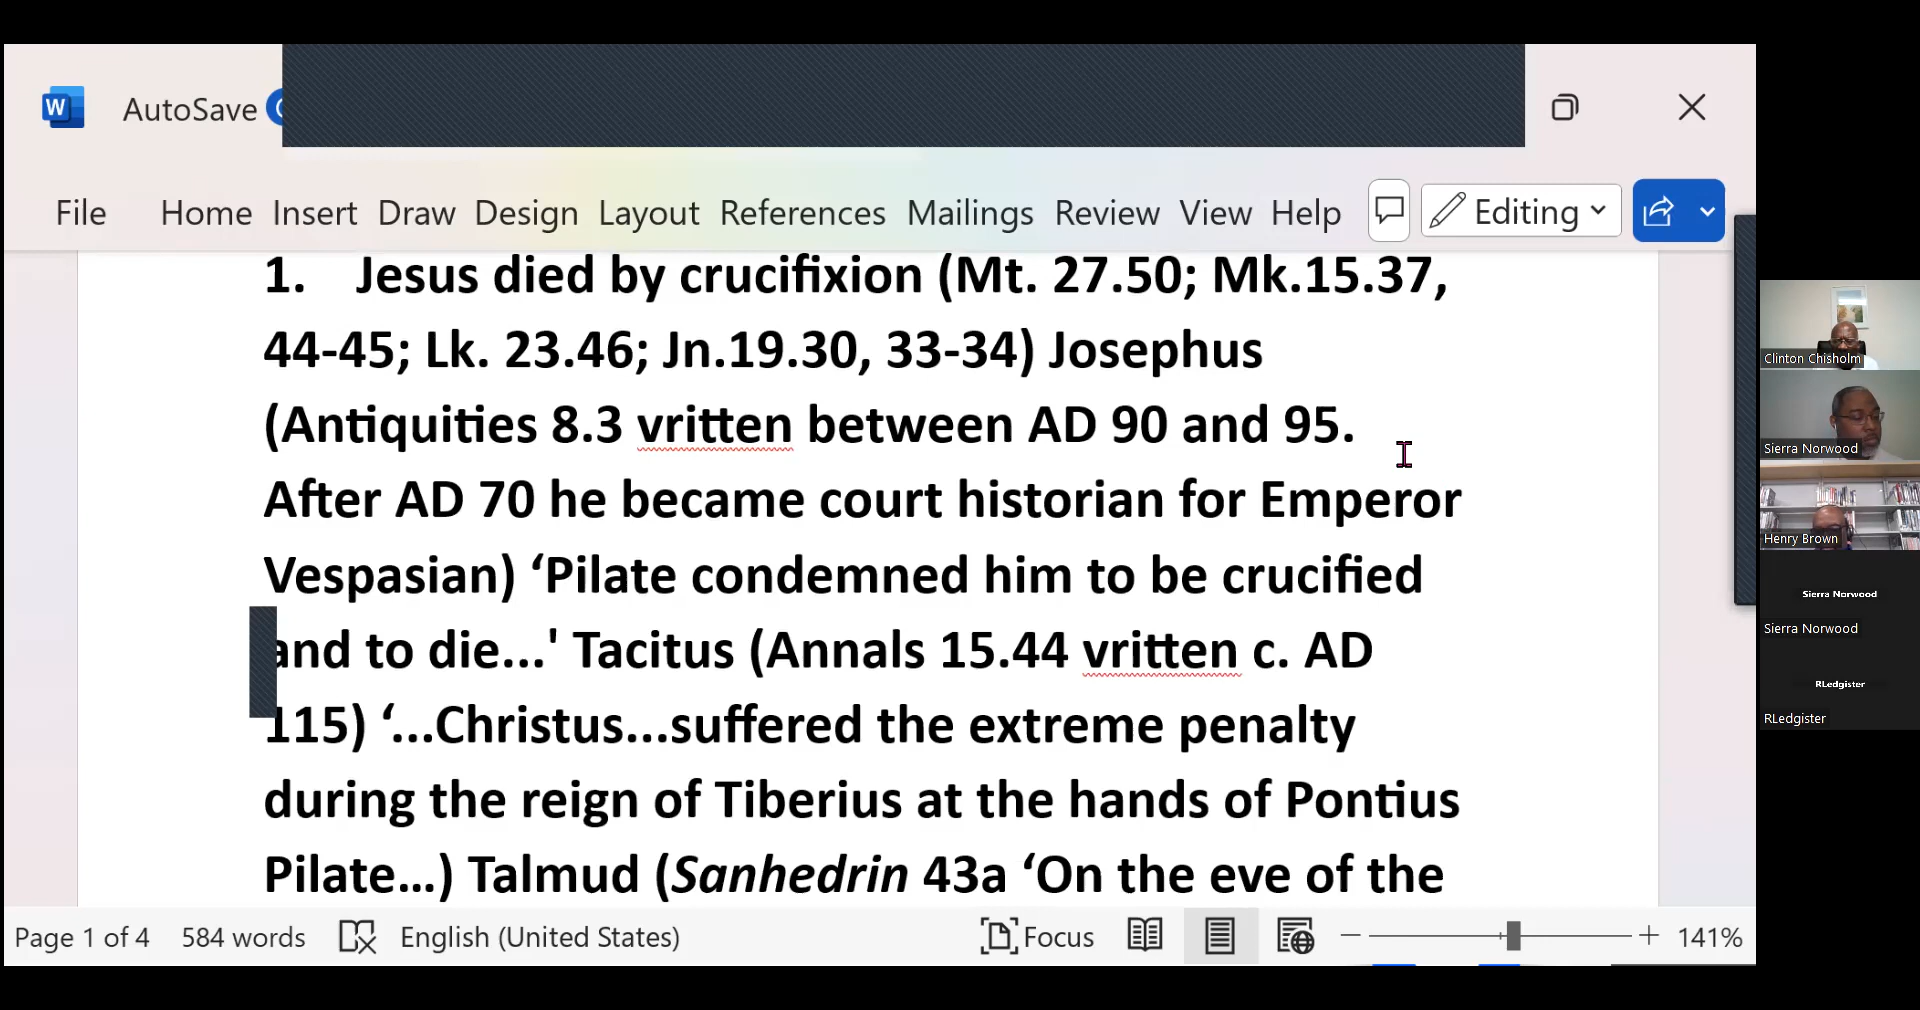 W
AutoSave
File Home Insert Draw Design Layout References Mailings Review View Help Editing
1. Jesus died by crucifixion (Mt. 27.50; Mk.15.37,
44-45; Lk. 23.46; Jn.19.30, 33-34) Josephus
(Antiquities 8.3 vritten between AD 90 and 95.
After AD 70 he became court historian for Emperor
Vespasian) ‘Pilate condemned him to be crucified
and to die...' Tacitus (Annals 15.44 vritten c. AD
115) ‘...Christus...suffered the extreme penalty
during the reign of Tiberius at the hands of Pontius
Pilate...) Talmud (Sanhedrin 43a ‘On the eve of the
Page 1 of 4 584 words English (United States) Focus 141%
Clinton Chisholm
Sierra Norwood
Henry Brown
Sierra Norwood
Sierra Norwood
RLedgister
RLedgister